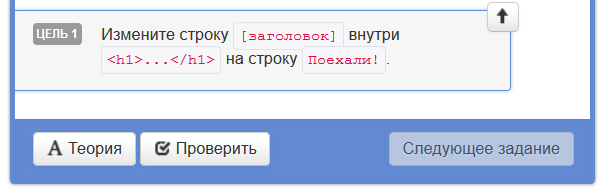 ЦЕЛЬ 1 Измените строку [заголовок] внутри
<h1>...</h1> на строку Поехали!.
Теория Проверить Следующее задание